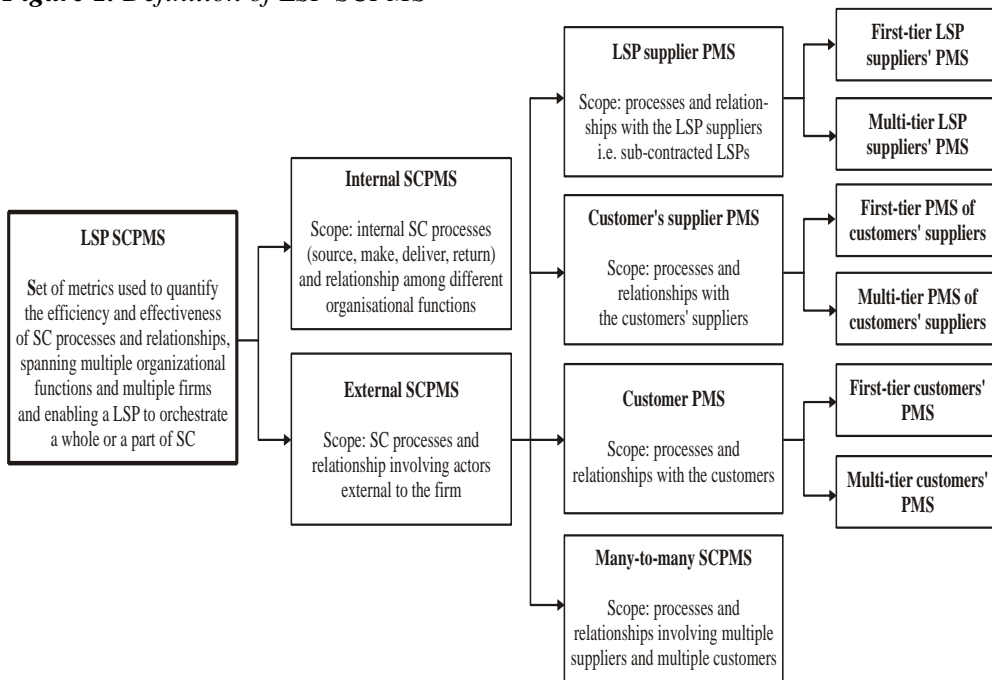 Figure Definition of LSP SCPMS
LSP SCPMS
Set of metrics used to quantify
the efficiency and effectiveness
of SC processes and relationships,
spanning multiple organizational
functions and multiple firms
and enabling a LSP to orchestrate
a whole or a part of SC
Internal SCPMS
Scope: internal SC processes
(source, make, deliver, return)
and relationship among different
organisational functions
External SCPMS
Scope: SC processes and
relationship involving actors
external to the firm
LSP supplier PMS
Scope: processes and relation-
ships with the LSP suppliers
i.e. sub-contracted LSPs
Customer's supplier PMS
Scope: processes and
relationships with
the customers' suppliers
Customer PMS
Scope: processes and
relationships with the customers
Many-to-many SCPMS
Scope: processes and
relationships involving multiple
suppliers and multiple customers
First-tier LSP
suppliers' PMS
Multi-tier LSP
suppliers' PMS
First-tier PMS of
customers' suppliers
Multi-tier PMS of
customers' suppliers
First-tier customers'
PMS
Multi-tier customers'
PMS